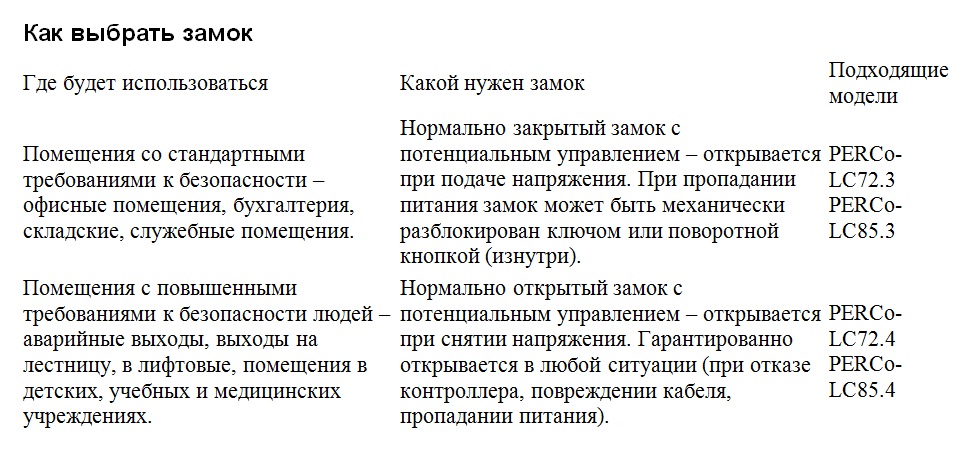 Как выбрать замок
Где будет использоваться
Какой нужен замок
Подходящие
модели
Помещения со стандартными
требованиями к безопасности –
офисные помещения, бухгалтерия,
складские, служебные помещения.
Нормально закрытый замок с
потенциальным управлением – открывается
при подаче напряжения. При пропадании
питания замок может быть механически
разблокирован ключом или поворотной
кнопкой (изнутри).
PERCo-
LC72.3
PERCo-
LC85.3
Помещения с повышенными
требованиями к безопасности людей –
аварийные выходы, выходы на
лестницу, в лифтовые, помещения в
детских, учебных и медицинских
учреждениях.
Нормально открытый замок с
потенциальным управлением – открывается
при снятии напряжения. Гарантированно
открывается в любой ситуации (при отказе
контроллера, повреждении кабеля,
пропадании питания).
PERCo-
LC72.4
PERCo-
LC85.4